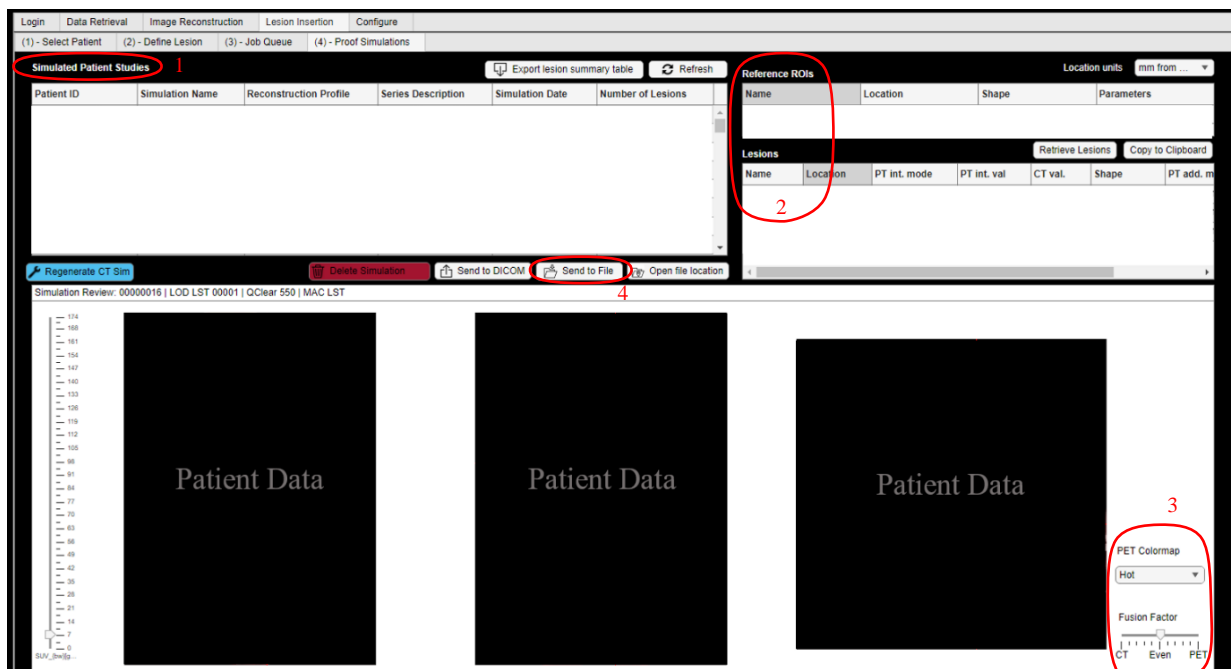 Login Data Retrieval Image Reconstruction Lesion Insertion Configure
(1) - Select Patient (2) - Define Lesion (3) - Job Queue (4) - Proof Simulations
Simulated Patient Studies 1 Export lesion summary table Refresh
Patient ID Simulation Name Reconstruction Profile Series Description Simulation Date Number of Lesions
Regenerate CT Sim Delete Simulation Send to DICOM Send to File Open file location
4
Reference ROIs Location units mm from ...
Name Location Shape Parameters
Lesions Retrieve Lesions Copy to Clipboard
Name Location PT int. mode PT int. val CT val. Shape PT add. m
2
Simulation Review: 00000016 | LOD LST 00001 | QClear 550 | MAC LST
174
168
161
154
147
140
133
126
119
112
105
98
91
84
77
70
63
56
49
42
35
28
21
14
7
0
Patient Data Patient Data Patient Data
3
PET Colormap
Hot
Fusion Factor
CT Even PET